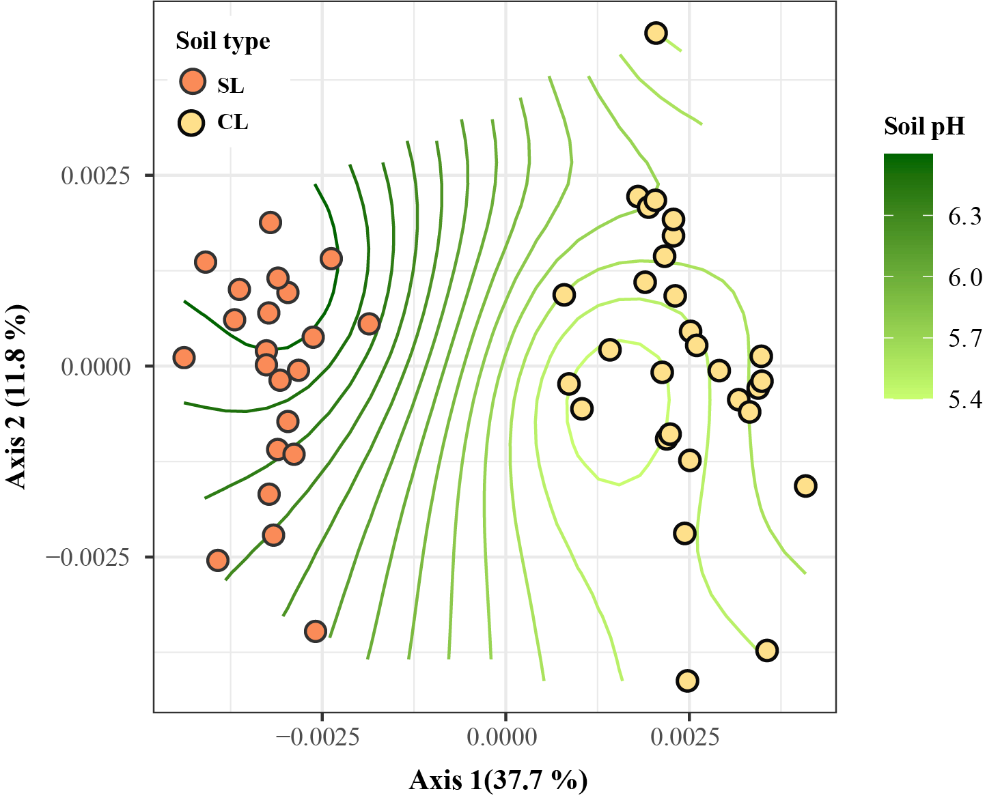 Soil type
SL
CL
Soil pH
6.3
6.0
5.7
5.4
0.0025
0.0000
−0.0025
Axis 2 (11.8 %)
−0.0025
0.0000
0.0025
Axis 1(37.7 %)